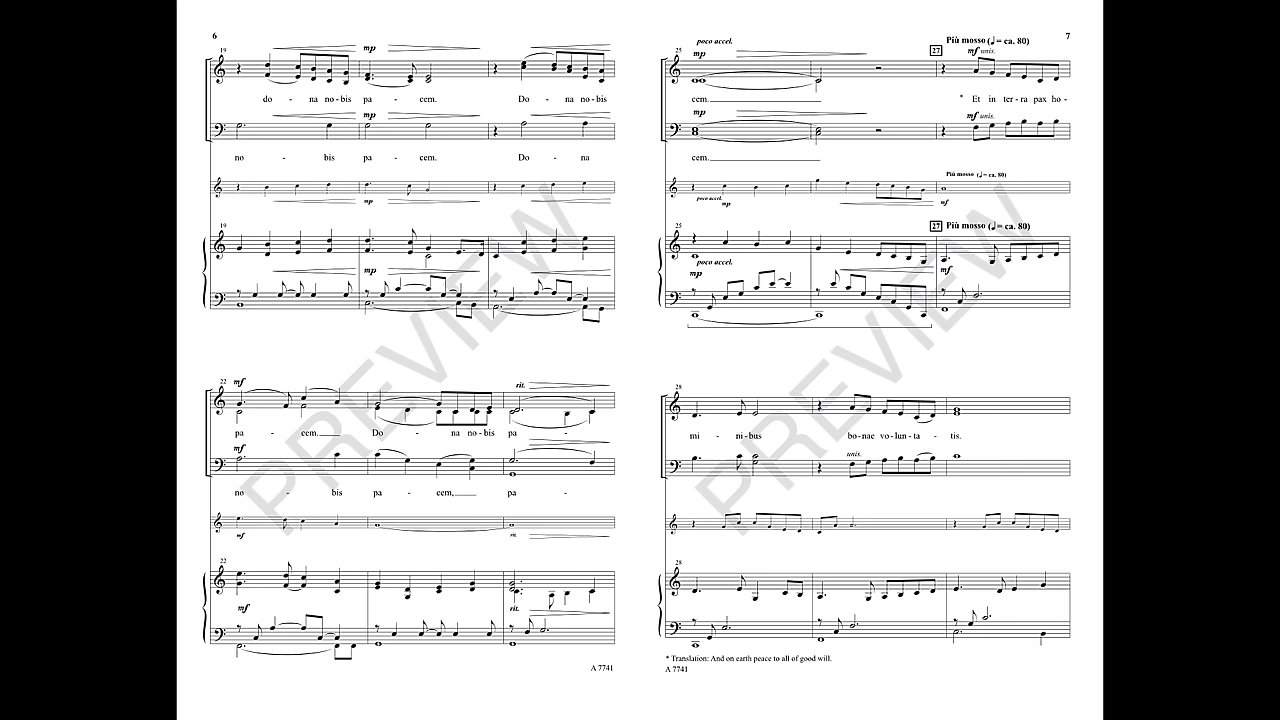 6
19
mp
do - na no - bis pa - cem. Do - na no - bis
mp
no - bis pa - cem. Do - na
mp
19
mp
22
mf
rit.
pa - cem. Do - na no - bis pa -
mf
no - bis pa - cem, pa -
mf
rit.
22
mf
rit.
A 7741
7
25
poco accel.
mp
27
Più mosso (♩ = ca. 80)
mf unis.
cem. * Et in ter - ra pax ho -
mp
mf unis.
cem.
poco accel.
mp
Più mosso (♩ = ca. 80)
mf
25
27
Più mosso (♩ = ca. 80)
poco accel.
mp
mf
28
mi - ni - bus bo - nae vo - lun - ta - tis.
unis.
28
* Translation: And on earth peace to all of good will.
A 7741
PREVIEW
PREVIEW